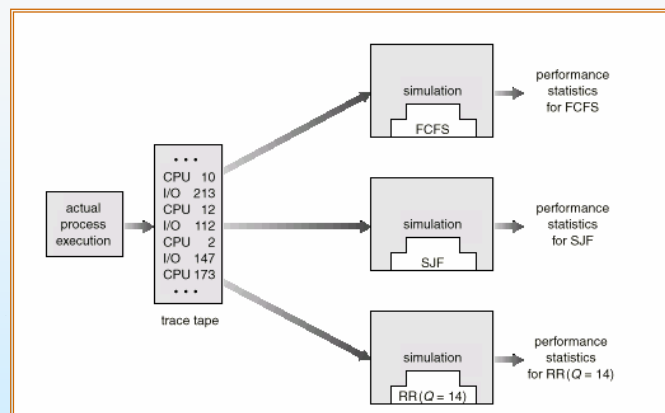 actual
process
execution
• • •
CPU 10
I/O 213
CPU 12
I/O 112
CPU 2
I/O 147
CPU 173
• • •
trace tape
simulation
FCFS
performance
statistics
for FCFS
simulation
SJF
performance
statistics
for SJF
simulation
RR (Q = 14)
performance
statistics
for RR (Q = 14)